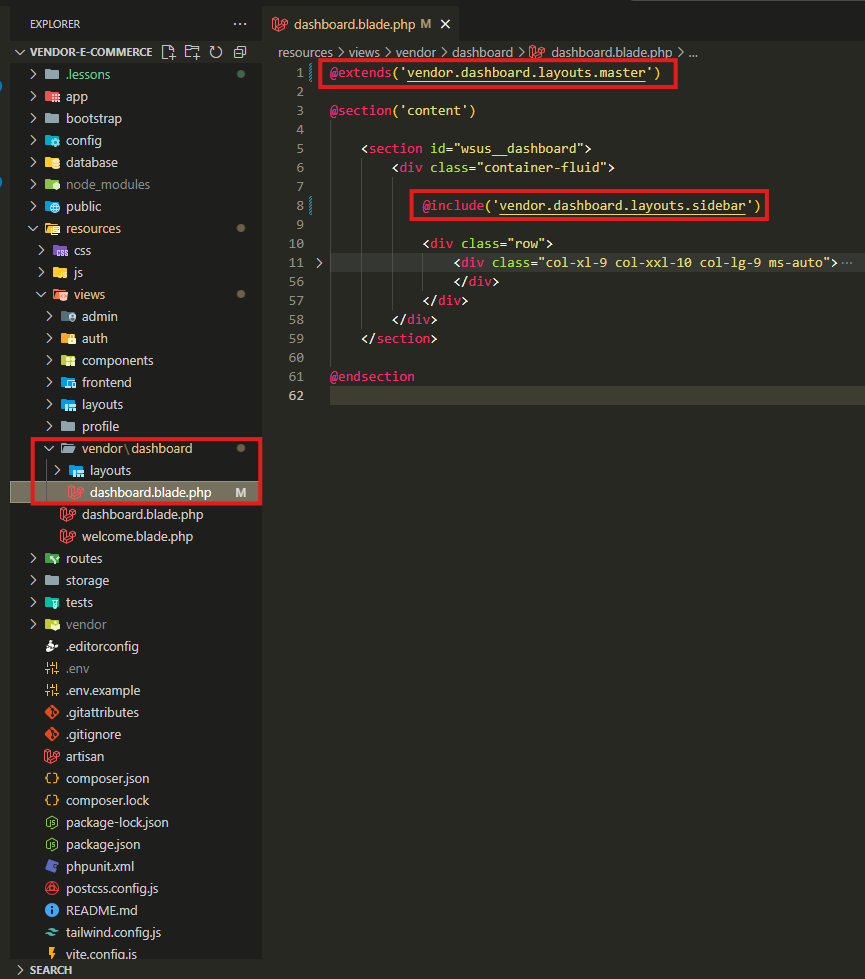 EXPLORER ···
VENDOR-E-COMMERCE
.lessons
app
bootstrap
config
database
node_modules
public
resources
css
js
views
admin
auth
components
frontend
layouts
profile
vendor\dashboard
layouts
dashboard.blade.php M
dashboard.blade.php
welcome.blade.php
routes
storage
tests
vendor
.editorconfig
.env
.env.example
.gitattributes
.gitignore
artisan
composer.json
composer.lock
package-lock.json
package.json
phpunit.xml
postcss.config.js
README.md
tailwind.config.js
vite.config.js
SEARCH
dashboard.blade.php M
resources > views > vendor > dashboard > dashboard.blade.php > ...
1 @extends('vendor.dashboard.layouts.master')
2
3 @section('content')
4
5 <section id="wsus__dashboard">
6 <div class="container-fluid">
7
8 @include('vendor.dashboard.layouts.sidebar')
9
10 <div class="row">
11 <div class="col-xl-9 col-xxl-10 col-lg-9 ms-auto">···
56 </div>
57 </div>
58 </div>
59 </section>
60
61 @endsection
62